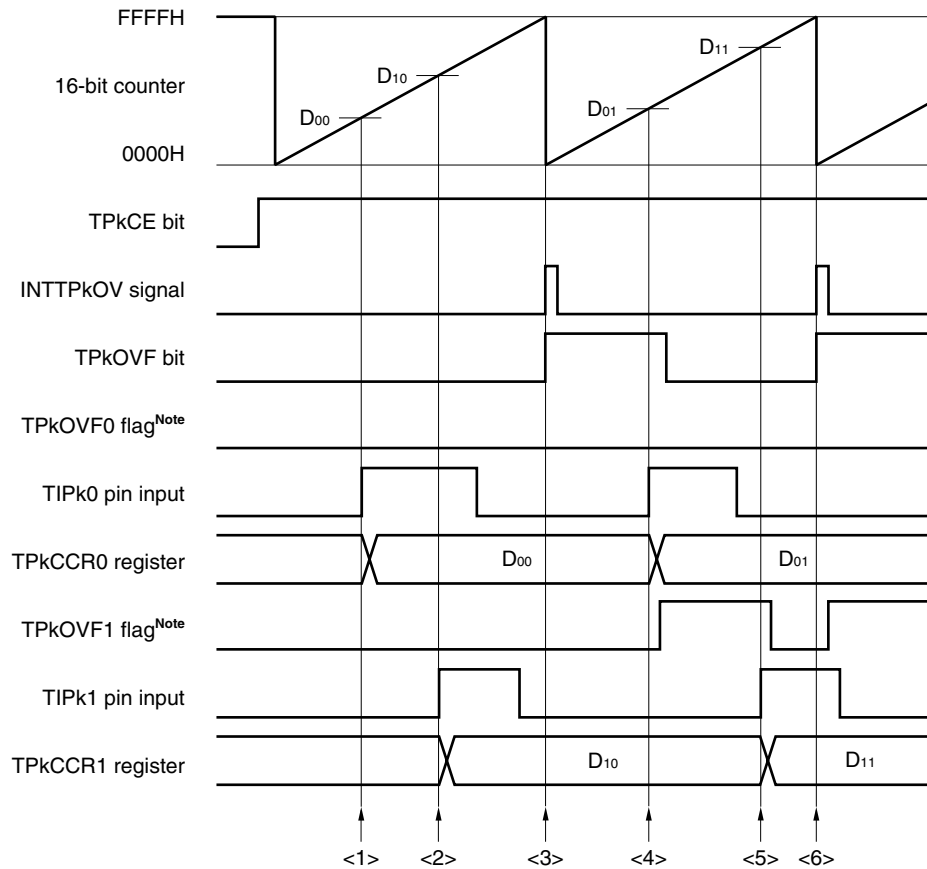 FFFFH
16-bit counter
0000H
D00
D10
D01
D11
TPkCE bit
INTTPkOV signal
TPkOVF bit
TPkOVF0 flagNote
TIPk0 pin input
TPkCCR0 register
D00
D01
TPkOVF1 flagNote
TIPk1 pin input
TPkCCR1 register
D10
D11
<1> <2> <3> <4> <5> <6>